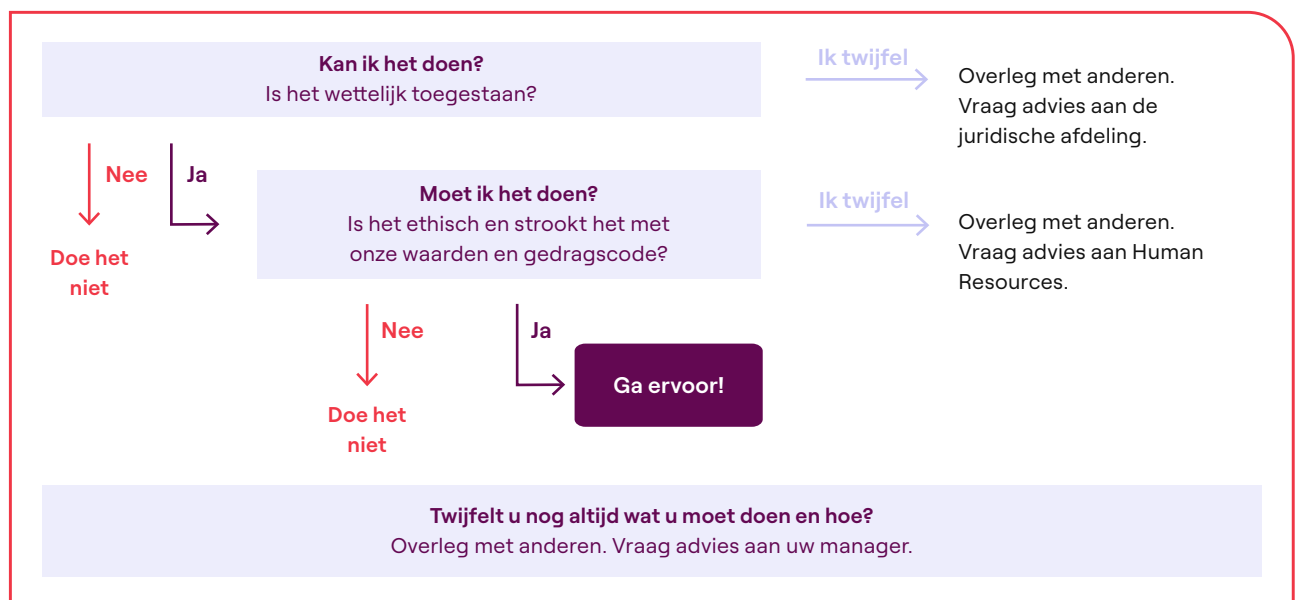 Kan ik het doen?
Is het wettelijk toegestaan?
Ik twijfel
Overleg met anderen.
Vraag advies aan de
juridische afdeling.
Nee
Ja
Doe het
niet
Moet ik het doen?
Is het ethisch en strookt het met
onze waarden en gedragscode?
Ik twijfel
Overleg met anderen.
Vraag advies aan Human
Resources.
Nee
Ja
Doe het
niet
Ga ervoor!
Twijfelt u nog altijd wat u moet doen en hoe?
Overleg met anderen. Vraag advies aan uw manager.